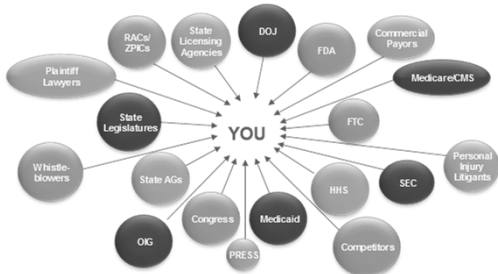 RACs/
ZPICs
State
Licensing
Agencies
DOJ
FDA
Commercial
Payors
Plaintiff
Lawyers
Medicare/CMS
State
Legislatures
YOU
FTC
Whistle-
blowers
State AGs
Personal
Injury
Litigants
HHS
SEC
OIG
Congress
Medicaid
PRESS
Competitors